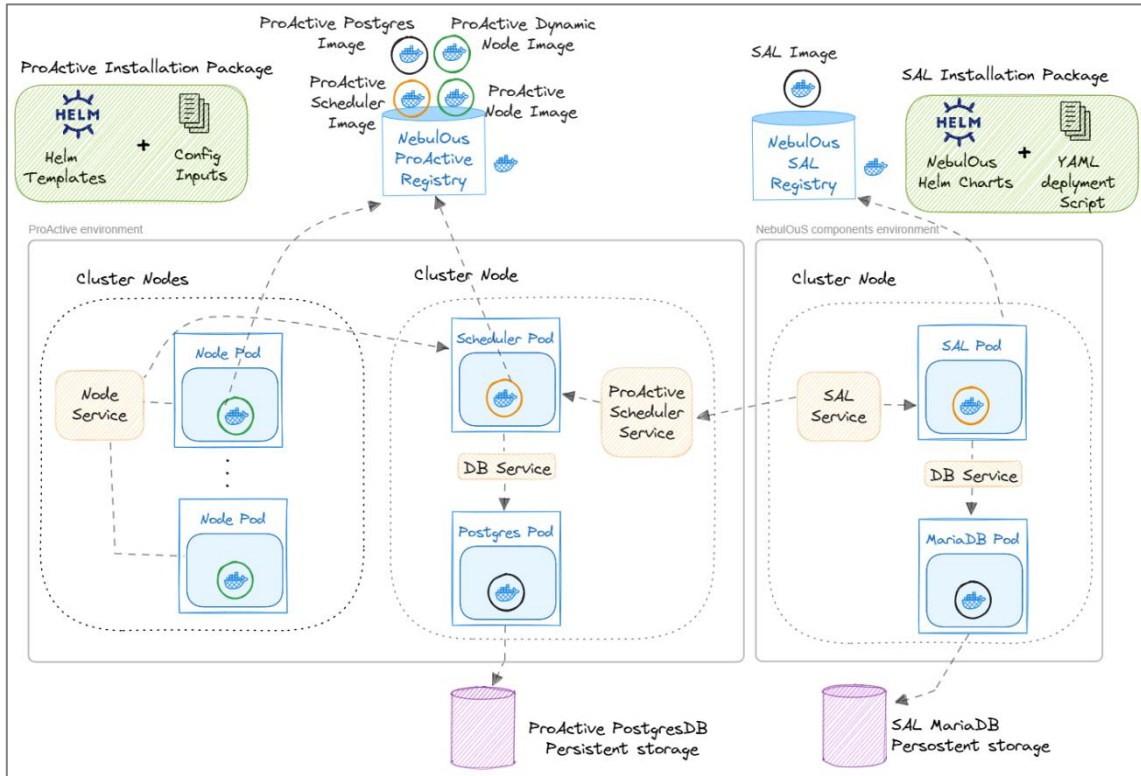 ProActive Installation Package
HELM
Helm
Templates
+
Config
Inputs
ProActive Postgres
Image
ProActive Dynamic
Node Image
ProActive
Scheduler
Image
ProActive
Node Image
NebulOus
ProActive
Registry
SAL Image
NebulOus
SAL
Registry
SAL Installation Package
HELM
NebulOus
Helm Charts
+
YAML
deplyment
Script
ProActive environment
NebulOuS components environment
Cluster Nodes
Node Pod
Node
Service
Node Pod
Cluster Node
Scheduler Pod
ProActive
Scheduler
Service
DB Service
Postgres Pod
Cluster Node
SAL Pod
SAL
Service
DB Service
MariaDB Pod
ProActive PostgresDB
Persistent storage
SAL MariaDB
Persostent storage